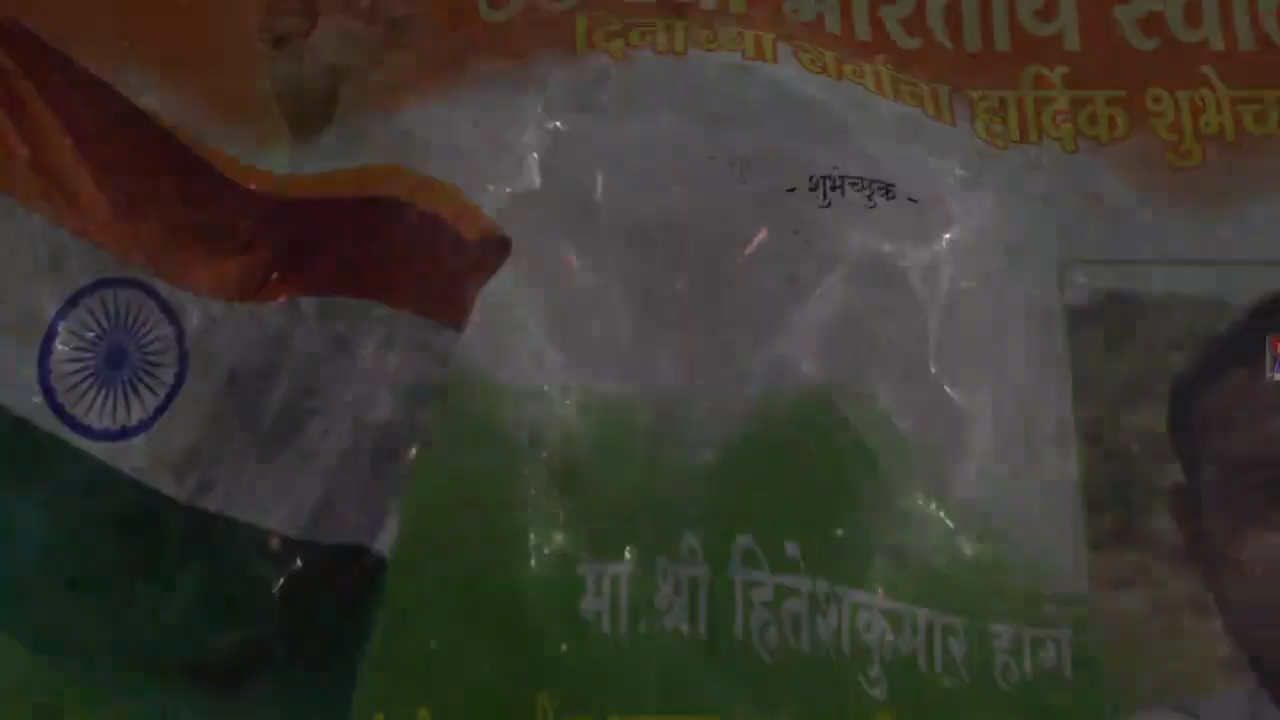 भारतीय
दिनाच्या सर्वांना हार्दिक
- शुभेच्छुक -
मा. श्री हितेशकुमार